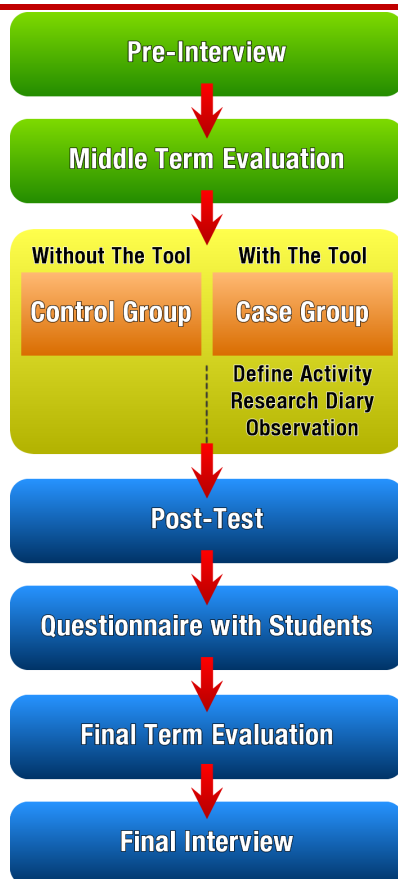 Pre-Interview
Middle Term Evaluation
Without The Tool
With The Tool
Control Group
Case Group
Define Activity
Research Diary
Observation
Post-Test
Questionnaire with Students
Final Term Evaluation
Final Interview